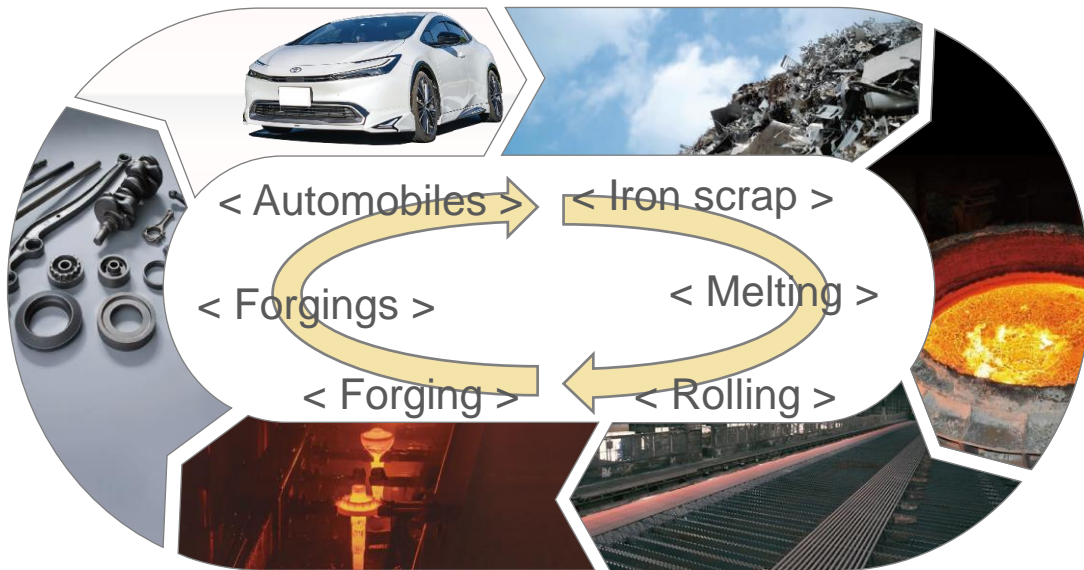 < Automobiles >
< Iron scrap >
< Forgings >
< Melting >
< Forging >
< Rolling >